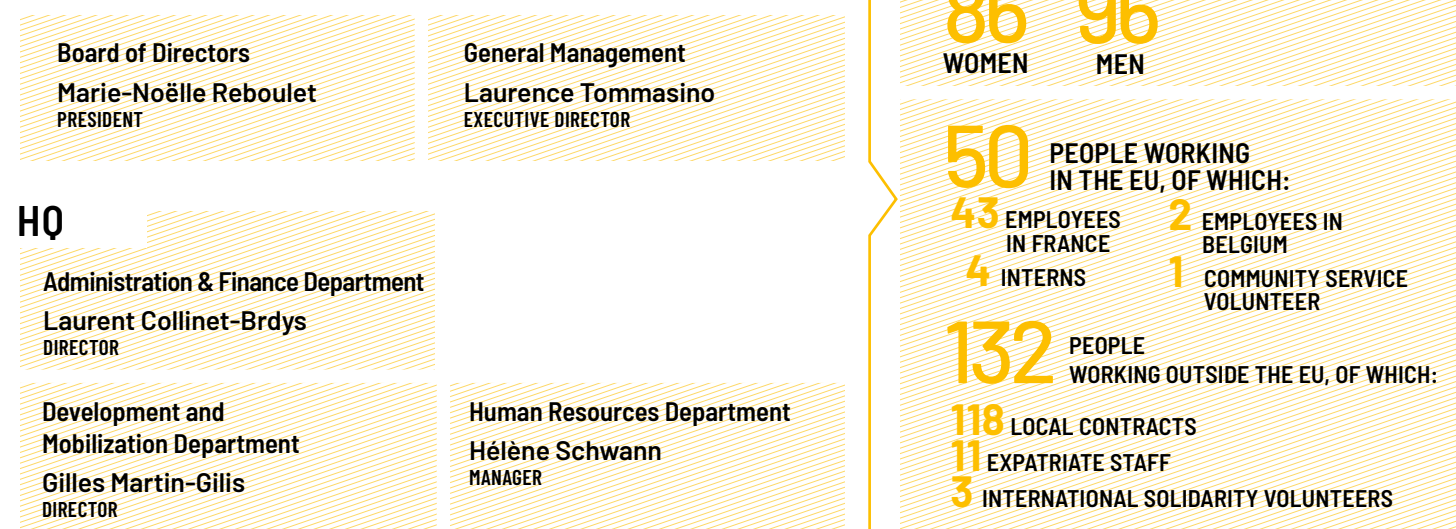 Board of Directors
Marie-Noëlle Reboulet
PRESIDENT
General Management
Laurence Tommasino
EXECUTIVE DIRECTOR
HQ
Administration & Finance Department
Laurent Collinet-Brdys
DIRECTOR
Development and
Mobilization Department
Gilles Martin-Gilis
DIRECTOR
Human Resources Department
Hélène Schwann
MANAGER
86 96
WOMEN MEN
50 PEOPLE WORKING
IN THE EU, OF WHICH:
43 EMPLOYEES
IN FRANCE
2 EMPLOYEES IN
BELGIUM
4 INTERNS
1 COMMUNITY SERVICE
VOLUNTEER
132 PEOPLE
WORKING OUTSIDE THE EU, OF WHICH:
118 LOCAL CONTRACTS
11 EXPATRIATE STAFF
3 INTERNATIONAL SOLIDARITY VOLUNTEERS